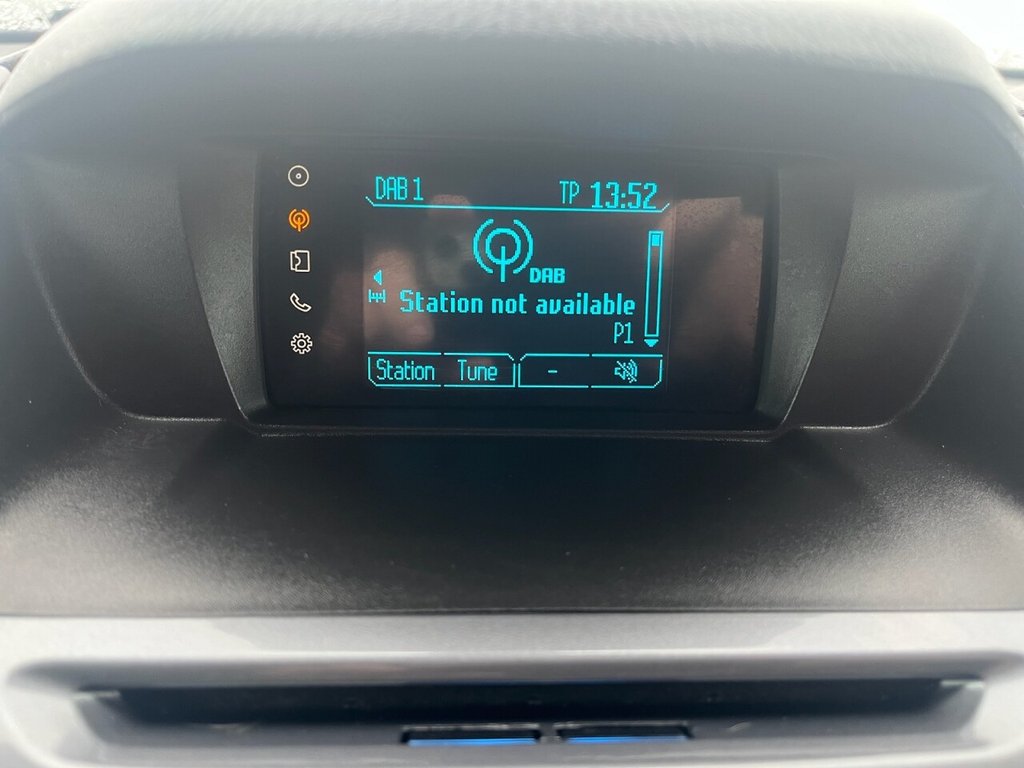 DAB 1 TP 13:52
DAB
Station not available
P1
Station Tune -